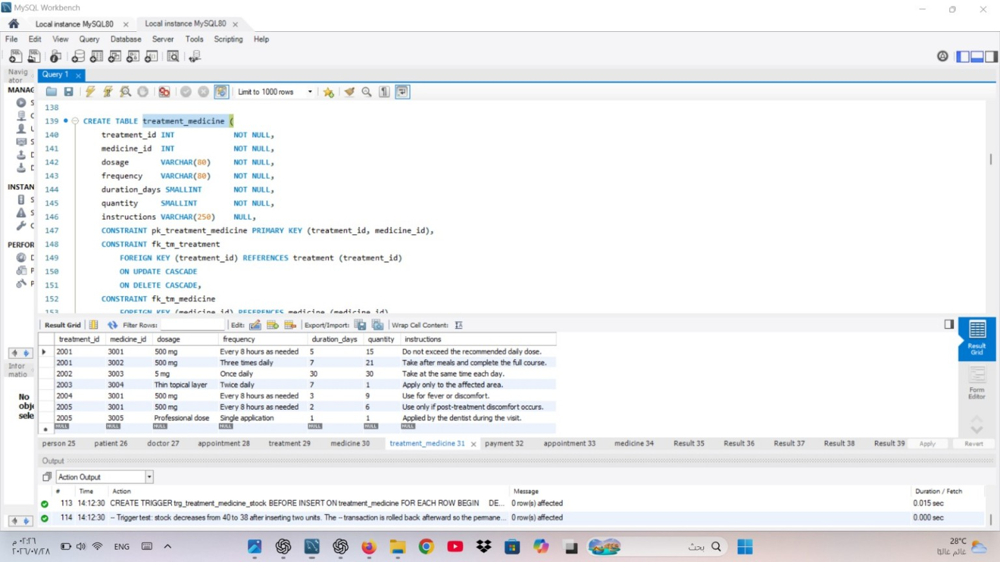 MySQL Workbench
Local instance MySQL80 × Local instance MySQL80 ×
File Edit View Query Database Server Tools Scripting Help
Navig
ator
Query 1 ×
MANAG
Limit to 1000 rows
138
139 CREATE TABLE treatment_medicine (
140 treatment_id INT NOT NULL,
141 medicine_id INT NOT NULL,
142 dosage VARCHAR(80) NOT NULL,
143 frequency VARCHAR(80) NOT NULL,
144 duration_days SMALLINT NOT NULL,
145 quantity SMALLINT NOT NULL,
146 instructions VARCHAR(250) NULL,
147 CONSTRAINT pk_treatment_medicine PRIMARY KEY (treatment_id, medicine_id),
148 CONSTRAINT fk_tm_treatment
149 FOREIGN KEY (treatment_id) REFERENCES treatment (treatment_id)
150 ON UPDATE CASCADE
151 ON DELETE CASCADE,
152 CONSTRAINT fk_tm_medicine
153 FOREIGN KEY (medicine_id) REFERENCES medicine (medicine_id)
INSTAN
PERFOR
Infor
matio
No
obje
sele
Result Grid Filter Rows: Edit: Export/Import: Wrap Cell Content:
treatment_id medicine_id dosage frequency duration_days quantity instructions
2001 3001 500 mg Every 8 hours as needed 5 15 Do not exceed the recommended daily dose.
2001 3002 500 mg Three times daily 7 21 Take after meals and complete the full course.
2002 3003 5 mg Once daily 30 30 Take at the same time each day.
2003 3004 Thin topical layer Twice daily 7 1 Apply only to the affected area.
2004 3001 500 mg Every 8 hours as needed 3 9 Use for fever or discomfort.
2005 3001 500 mg Every 8 hours as needed 2 6 Use only if post-treatment discomfort occurs.
2005 3005 Professional dose Single application 1 1 Applied by the dentist during the visit.
NULL NULL NULL NULL NULL NULL NULL
Result
Grid
Form
Editor
person 25 patient 26 doctor 27 appointment 28 treatment 29 medicine 30 treatment_medicine 31 × payment 32 appointment 33 medicine 34 Result 35 Result 36 Result 37 Result 38 Result 39 Apply Revert
Output
Action Output
# Time Action Message Duration / Fetch
113 14:12:30 CREATE TRIGGER trg_treatment_medicine_stock BEFORE INSERT ON treatment_medicine FOR EACH ROW BEGIN DE... 0 row(s) affected 0.015 sec
114 14:12:30 -- Trigger test: stock decreases from 40 to 38 after inserting two units. The -- transaction is rolled back afterward so the permane... 0 row(s) affected 0.000 sec
٠٢:٢٦ م
٢٠٢٦/٠٧/٢٨
ENG
بحث
28°C
غائم غالبًا